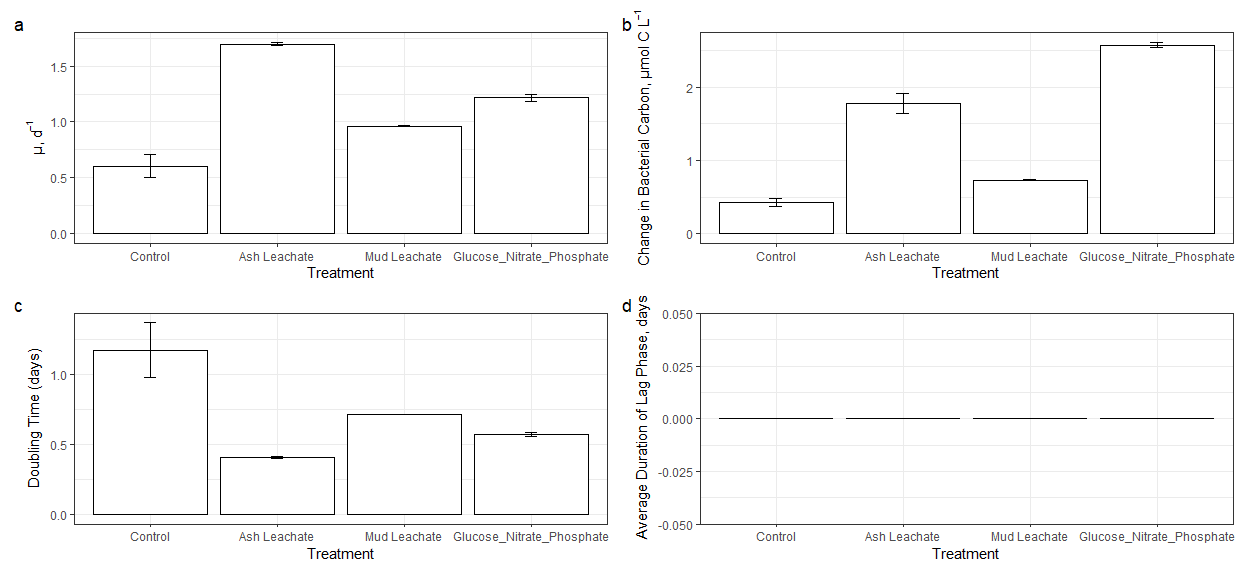 a
μ, d⁻¹
1.5
1.0
0.5
0.0
Control Ash Leachate Mud Leachate Glucose_Nitrate_Phosphate
Treatment
b
Change in Bacterial Carbon, μmol C L⁻¹
2
1
0
Control Ash Leachate Mud Leachate Glucose_Nitrate_Phosphate
Treatment
c
Doubling Time (days)
1.0
0.5
0.0
Control Ash Leachate Mud Leachate Glucose_Nitrate_Phosphate
Treatment
d
Average Duration of Lag Phase, days
0.050
0.025
0.000
-0.025
-0.050
Control Ash Leachate Mud Leachate Glucose_Nitrate_Phosphate
Treatment